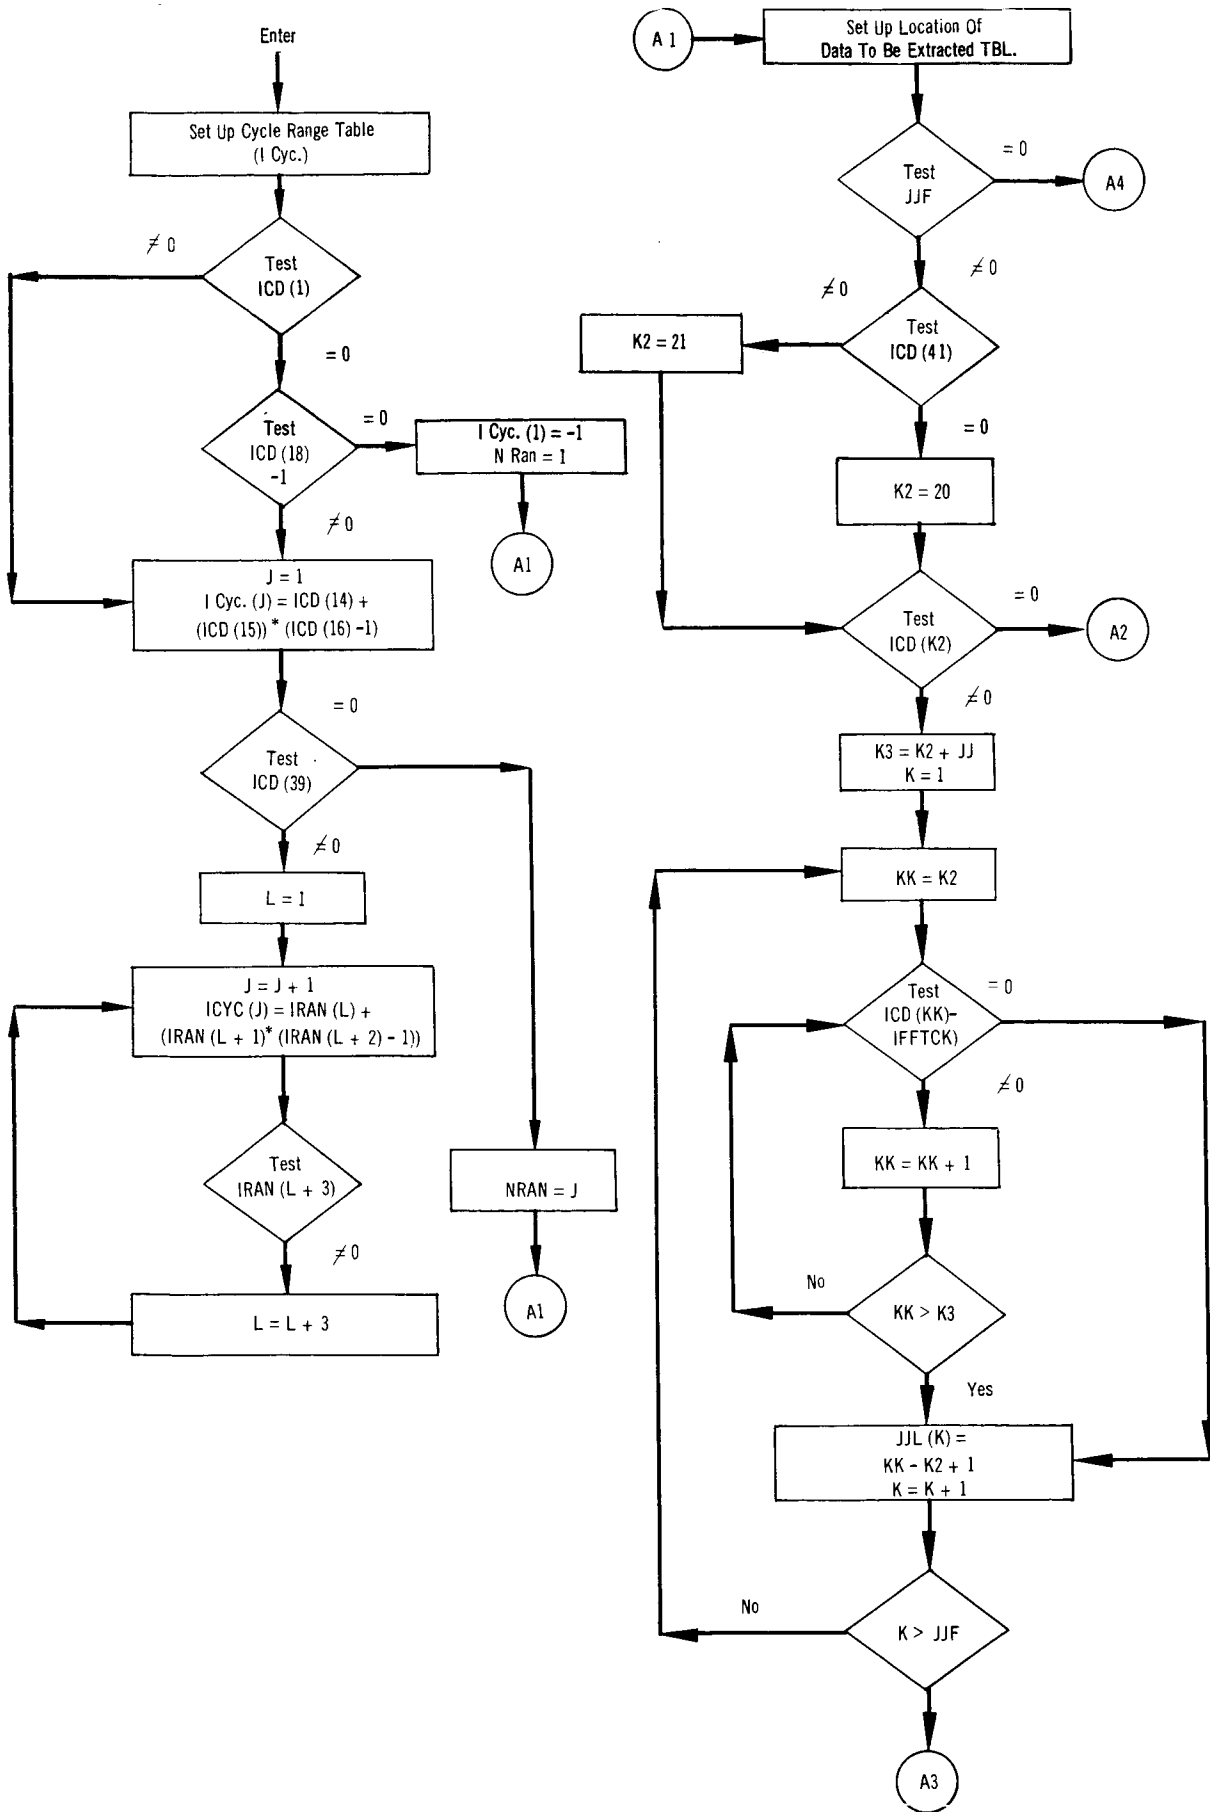 Enter
Set Up Cycle Range Table
(I Cyc.)
≠ 0
Test
ICD (1)
= 0
Test
ICD (18)
-1
= 0
I Cyc. (1) = -1
N Ran = 1
≠ 0
A1
J = 1
I Cyc. (J) = ICD (14) +
(ICD (15)) * (ICD (16) -1)
= 0
Test
ICD (39)
≠ 0
L = 1
J = J + 1
ICYC (J) = IRAN (L) +
(IRAN (L + 1)* (IRAN (L + 2) - 1))
Test
IRAN (L + 3)
≠ 0
L = L + 3
NRAN = J
A1
A 1
Set Up Location Of
Data To Be Extracted TBL.
Test
JJF
= 0
A4
≠ 0
≠ 0
Test
ICD (41)
K2 = 21
= 0
K2 = 20
Test
ICD (K2)
= 0
A2
≠ 0
K3 = K2 + JJ
K = 1
KK = K2
Test
ICD (KK)-
IFFTCK)
= 0
≠ 0
KK = KK + 1
No
KK > K3
Yes
JJL (K) =
KK - K2 + 1
K = K + 1
No
K > JJF
A3